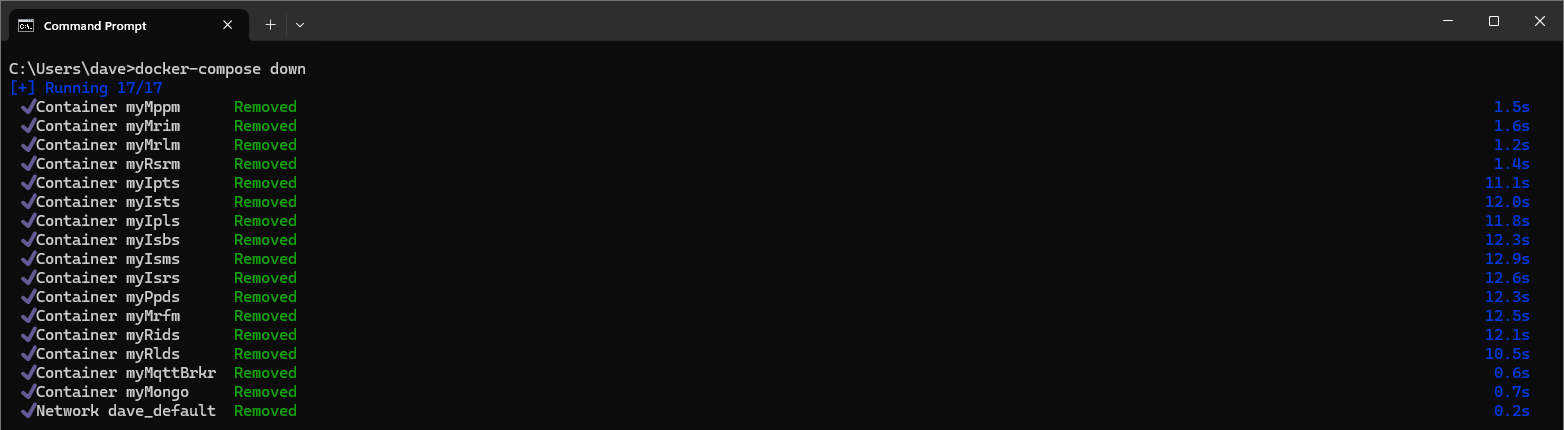 Command Prompt
C:\Users\dave>docker-compose down
[+] Running 17/17
✔Container myMppm Removed 1.5s
✔Container myMrim Removed 1.6s
✔Container myMrlm Removed 1.2s
✔Container myRsrm Removed 1.4s
✔Container myIpts Removed 11.1s
✔Container myIsts Removed 12.0s
✔Container myIpls Removed 11.8s
✔Container myIsbs Removed 12.3s
✔Container myIsms Removed 12.9s
✔Container myIsrs Removed 12.6s
✔Container myPpds Removed 12.3s
✔Container myMrfm Removed 12.5s
✔Container myRids Removed 12.1s
✔Container myRlds Removed 10.5s
✔Container myMqttBrkr Removed 0.6s
✔Container myMongo Removed 0.7s
✔Network dave_default Removed 0.2s